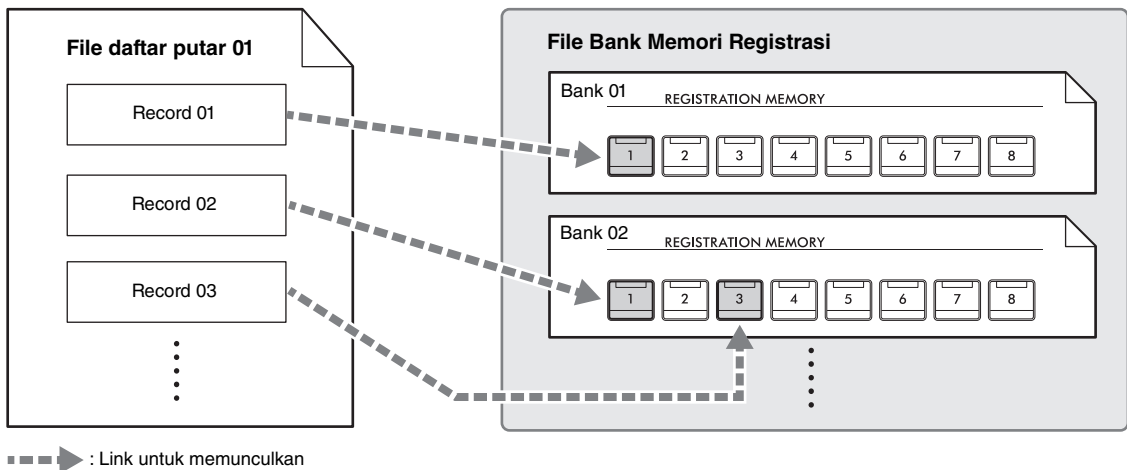 File daftar putar 01
Record 01
Record 02
Record 03
File Bank Memori Registrasi
Bank 01
REGISTRATION MEMORY
1 2 3 4 5 6 7 8
Bank 02
REGISTRATION MEMORY
1 2 3 4 5 6 7 8
: Link untuk memunculkan